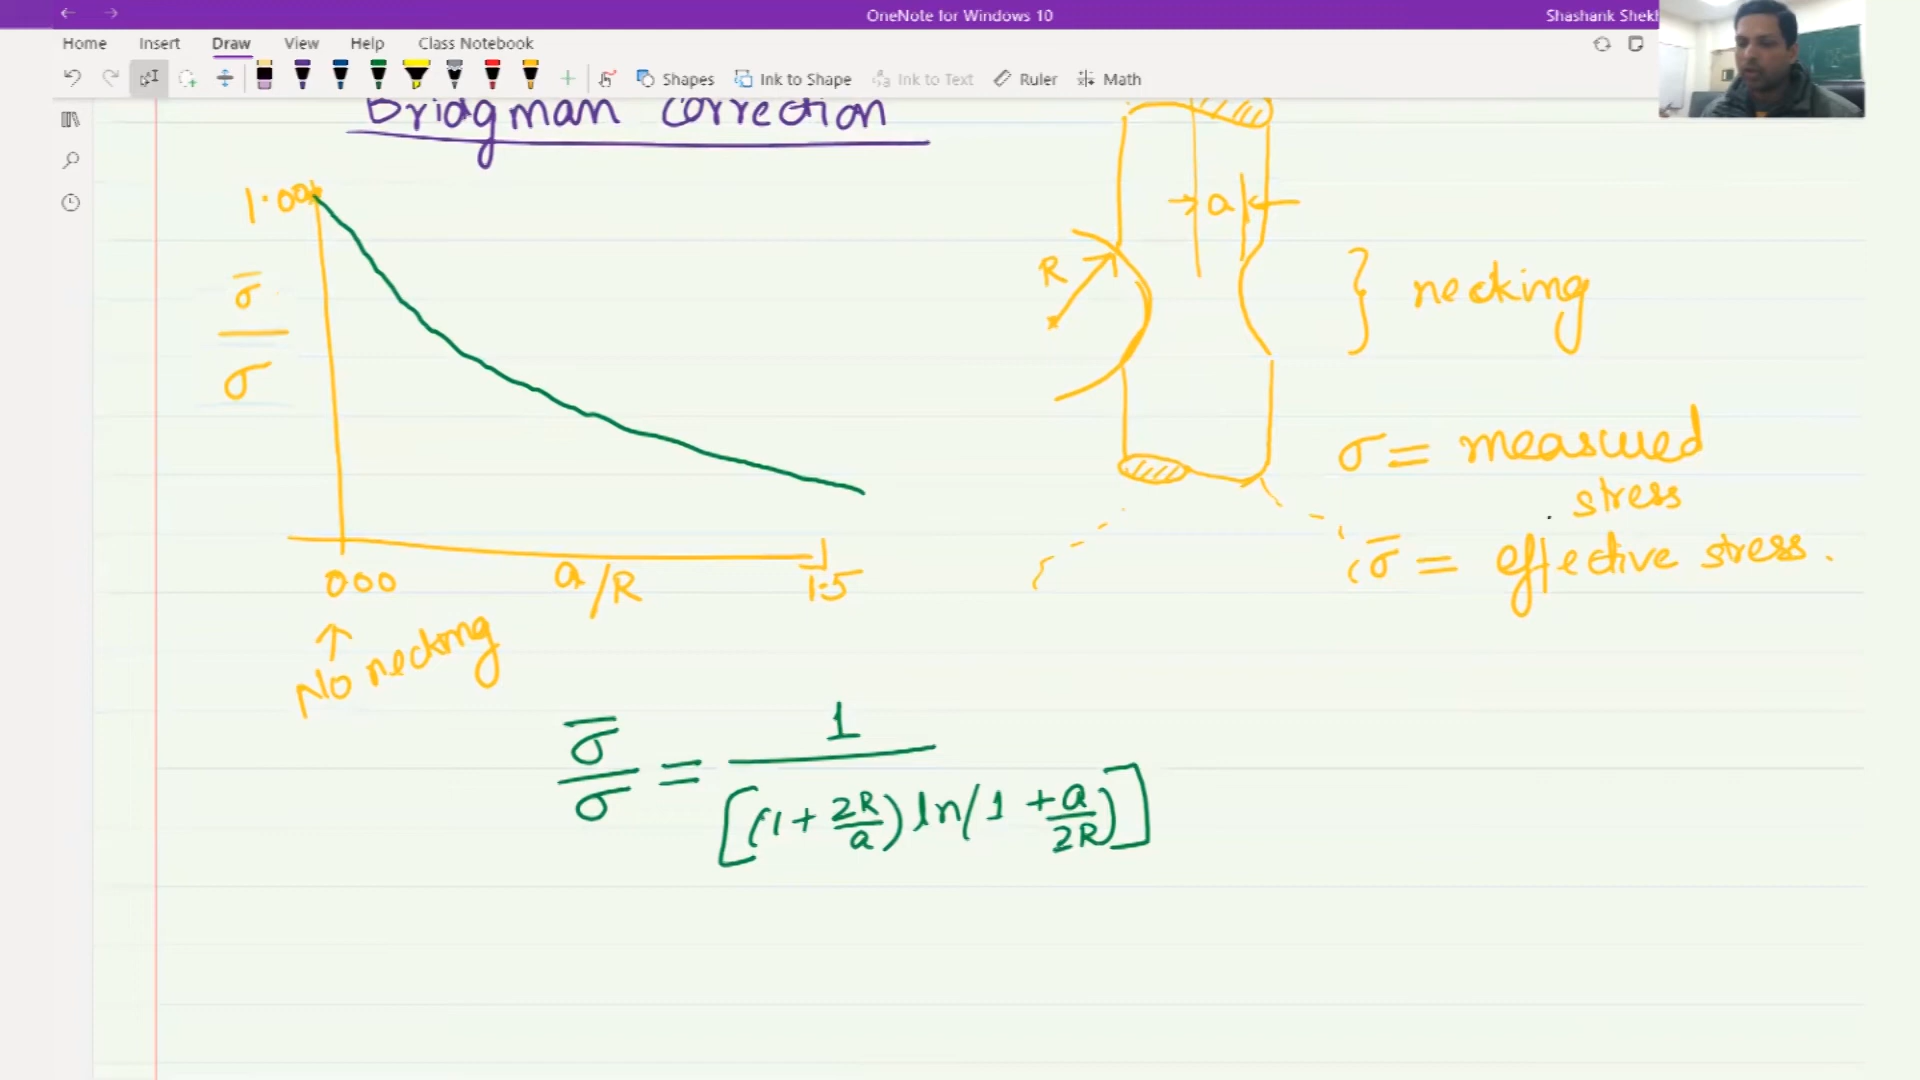 OneNote for Windows 10
Shashank Shekh
Home Insert Draw View Help Class Notebook
Shapes Ink to Shape Ink to Text Ruler Math
Bridgman Correction
1.00
σ̅
σ
000 a/R 1.5
↑
No necking
→ a ←
R
} necking
σ = measured
stress
σ̅ = effective stress.
σ̅/σ = 1/[(1 + 2R/a) ln(1 + a/2R)]